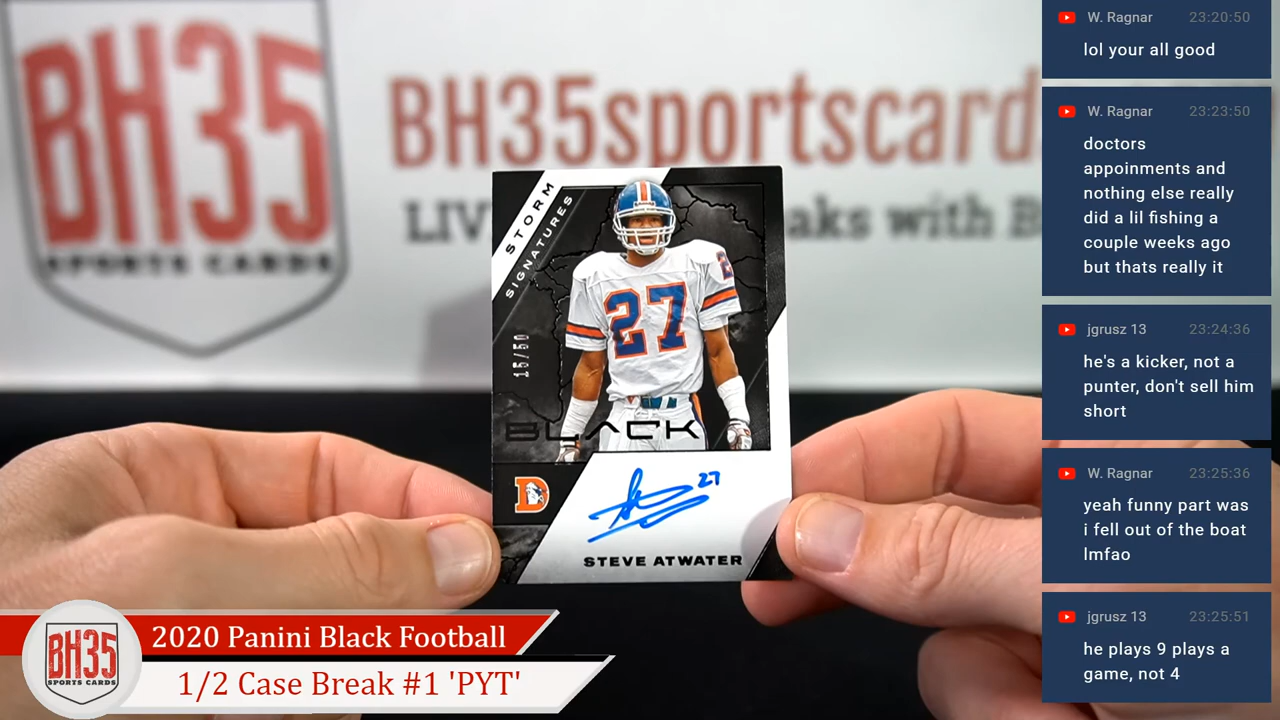 BH35
SPORTS CARDS
BH35sportscard
LIV
aks with B
STORM
SIGNATURES
27
2
15/50
BLACK
D
27
STEVE ATWATER
BH35
SPORTS CARDS
2020 Panini Black Football
1/2 Case Break #1 'PYT'
W. Ragnar 23:20:50
lol your all good
W. Ragnar 23:23:50
doctors
appoinments and
nothing else really
did a lil fishing a
couple weeks ago
but thats really it
jgrusz 13 23:24:36
he's a kicker, not a
punter, don't sell him
short
W. Ragnar 23:25:36
yeah funny part was
i fell out of the boat
lmfao
jgrusz 13 23:25:51
he plays 9 plays a
game, not 4